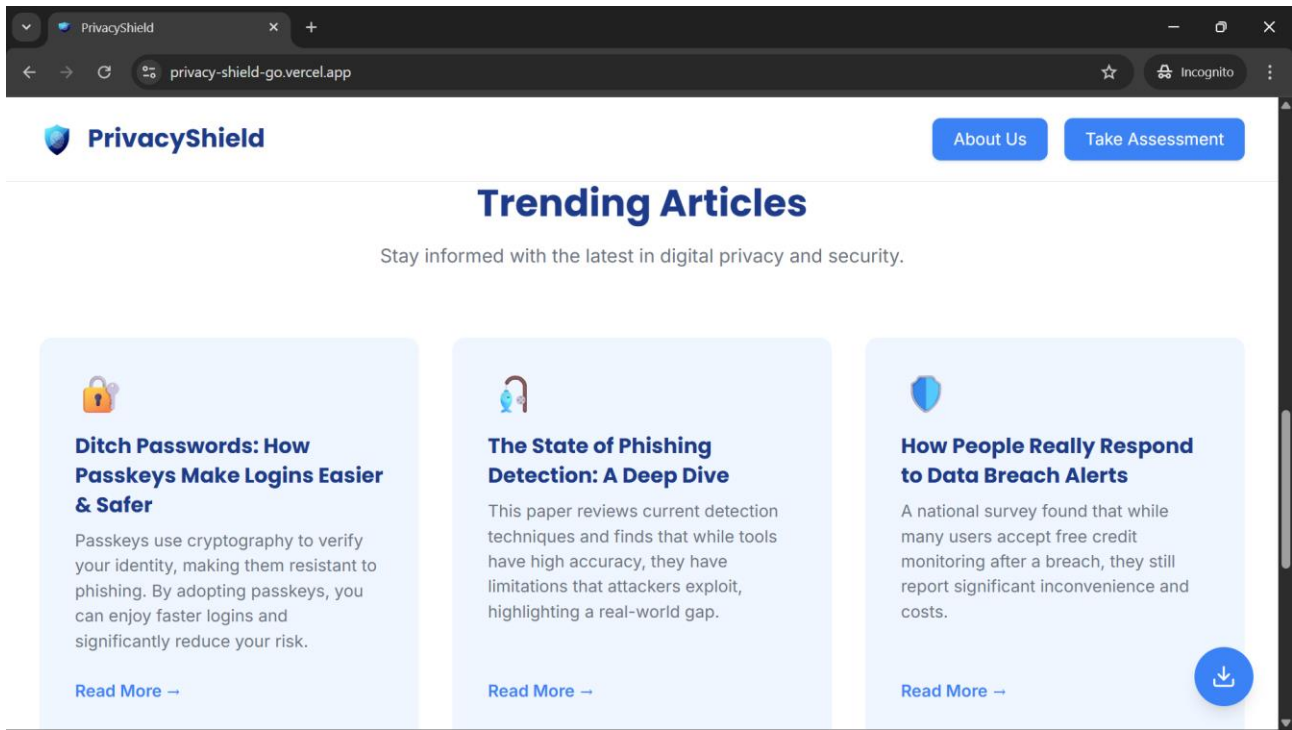 PrivacyShield
privacy-shield-go.vercel.app
Incognito
PrivacyShield
About Us
Take Assessment
Trending Articles
Stay informed with the latest in digital privacy and security.
Ditch Passwords: How
Passkeys Make Logins Easier
& Safer
Passkeys use cryptography to verify
your identity, making them resistant to
phishing. By adopting passkeys, you
can enjoy faster logins and
significantly reduce your risk.
Read More →
The State of Phishing
Detection: A Deep Dive
This paper reviews current detection
techniques and finds that while tools
have high accuracy, they have
limitations that attackers exploit,
highlighting a real-world gap.
Read More →
How People Really Respond
to Data Breach Alerts
A national survey found that while
many users accept free credit
monitoring after a breach, they still
report significant inconvenience and
costs.
Read More →